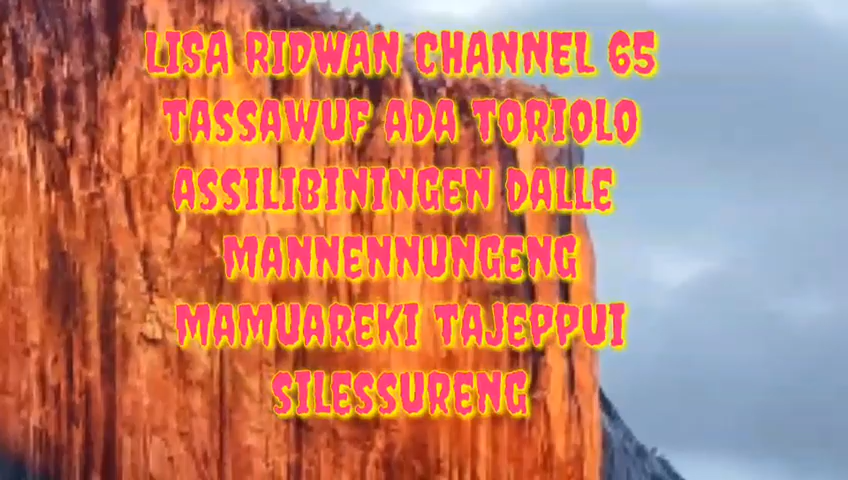 LISA RIDWAN CHANNEL 65
TASSAWUF ADA TORIOLO
ASSILIBININGEN DALLE
MANNENNUNGENG
MAMUAREKI TAJEPPUI
SILESSURENG